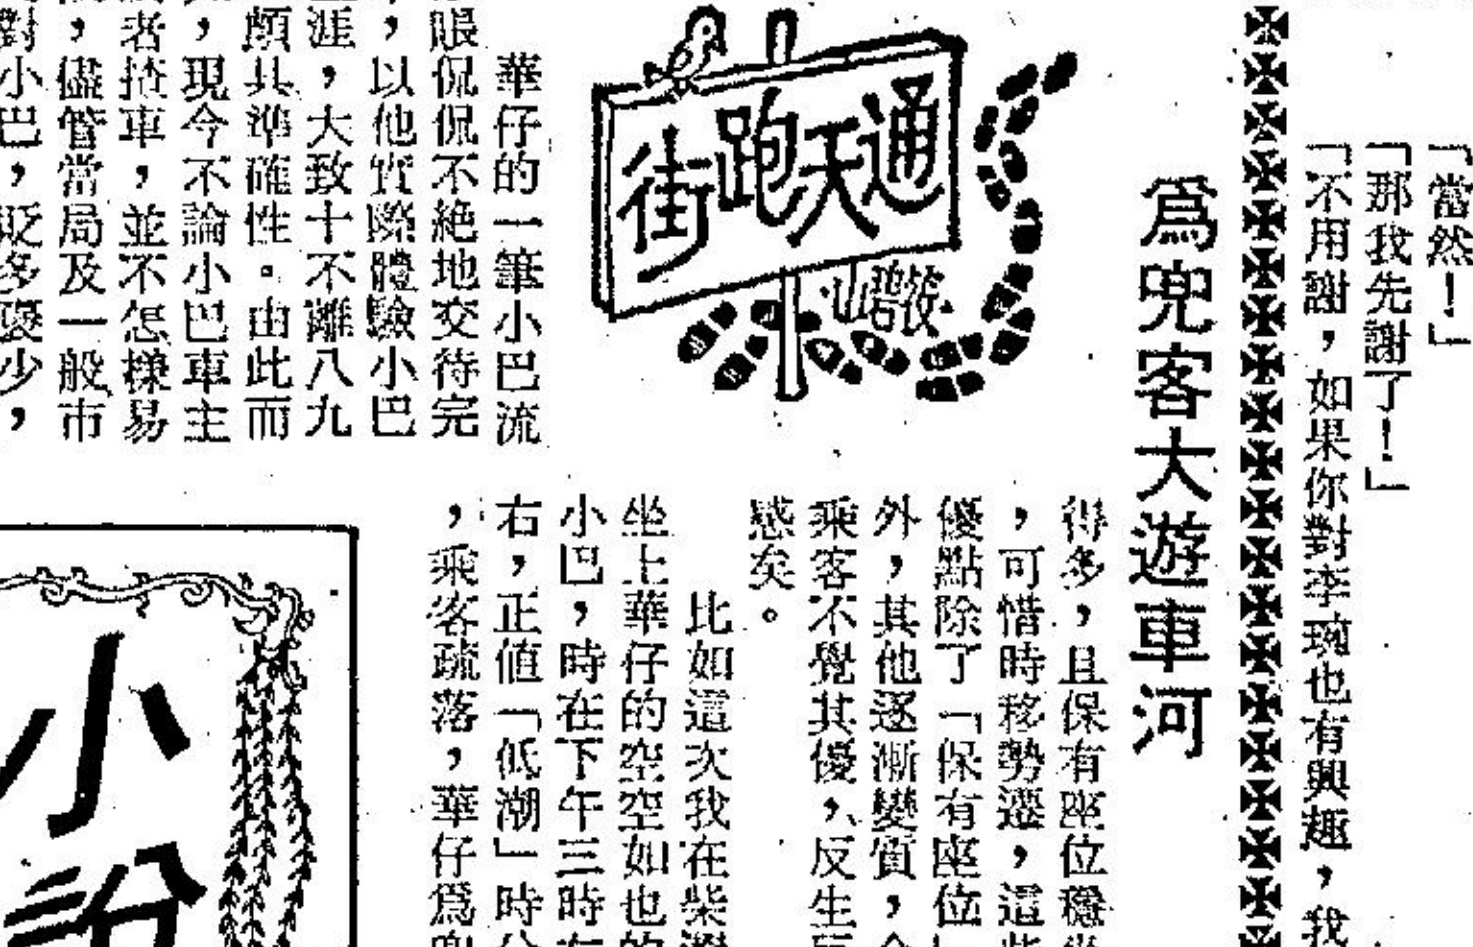 「當然！」
「那我先謝了！」
「不用謝，如果你對李琬也有興趣，我
為兜客大遊車河
通天跑街
華仔的一筆小巴流
眼侃侃不絕地交待完
，以他實際體驗小巴
涯，大致十不離八九
頗具準確性。由此而
，現今不論小巴車主
者揸車，並不怎樣易
，儘管當局及一般市
對小巴，貶多褒少，
得多，且保有座位穩坐
，可惜時移勢遷，這些
優點除了「保有座位」
外，其他逐漸變質，令
乘客不覺其優，反生反
感矣。
比如這次我在柴灣
坐上華仔的空空如也的
小巴，時在下午三時左
右，正值「低潮」時分
，乘客疏落，華仔為兜
小說